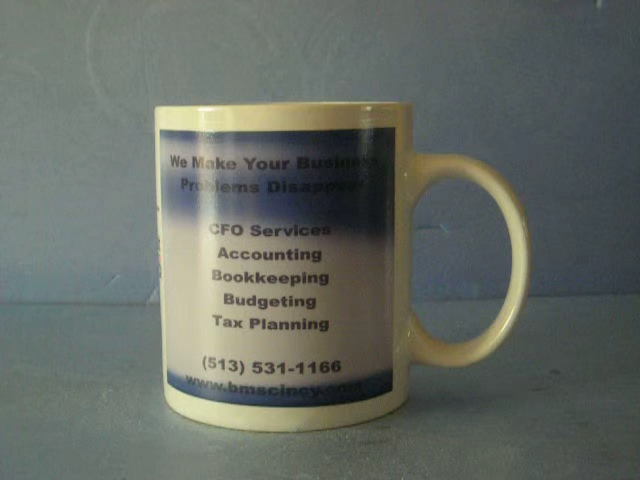 We Make Your Business
Problems Disappear
CFO Services
Accounting
Bookkeeping
Budgeting
Tax Planning
(513) 531-1166
www.bmscincy.com